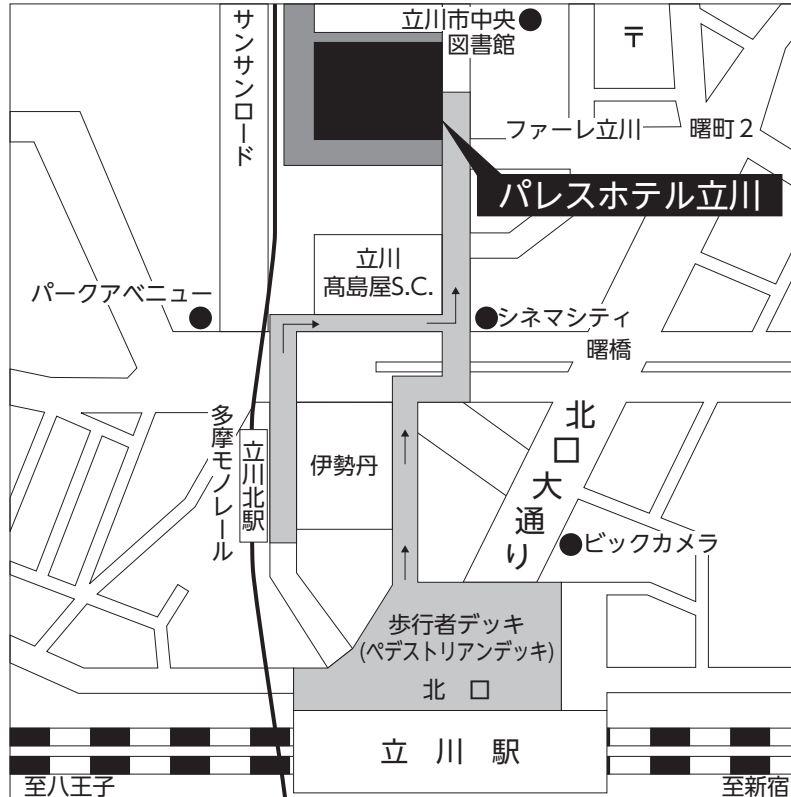 サンサンロード
立川市中央
図書館
〒
ファーレ立川
曙町2
パレスホテル立川
立川
髙島屋S.C.
パークアベニュー
シネマシティ
曙橋
多摩モノレール
立川北駅
伊勢丹
北口大通り
ビックカメラ
歩行者デッキ
(ペデストリアンデッキ)
北口
立川駅
至八王子
至新宿